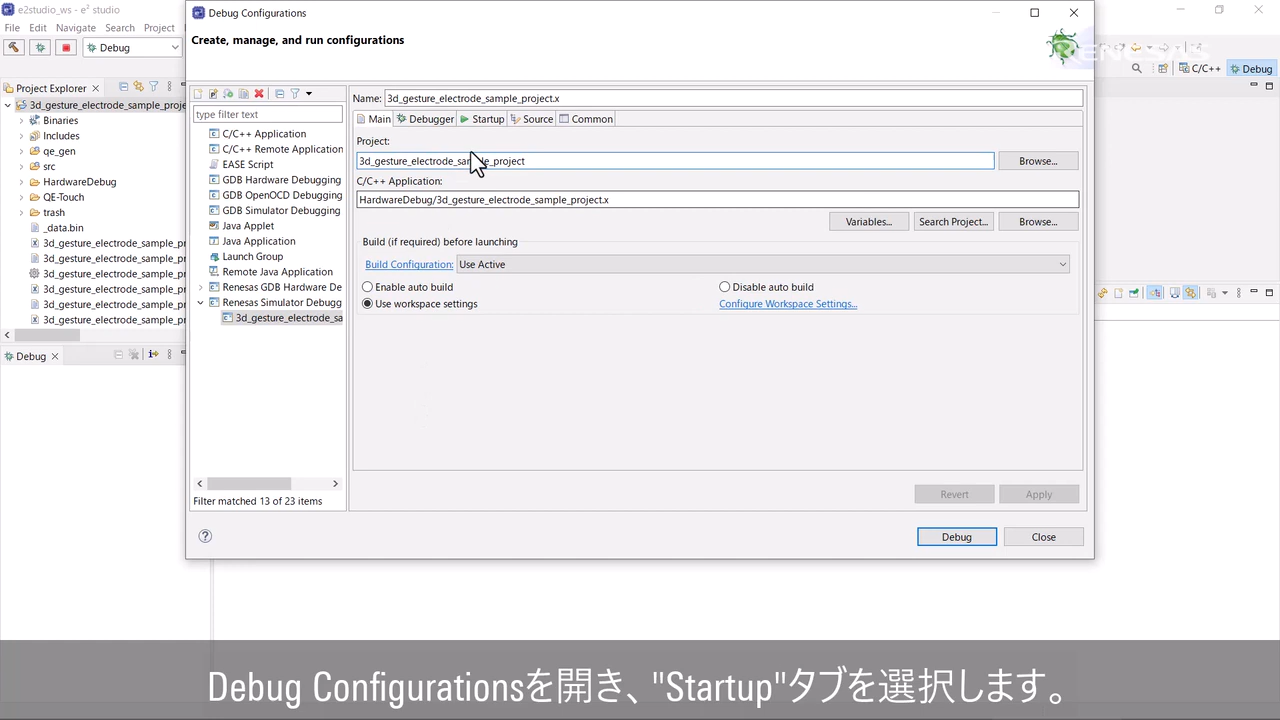 e2studio_ws - e² studio
File Edit Navigate Search Project
Debug
Project Explorer
3d_gesture_electrode_sample_proje
Binaries
Includes
qe_gen
src
HardwareDebug
QE-Touch
trash
_data.bin
3d_gesture_electrode_sample_pr
3d_gesture_electrode_sample_pr
3d_gesture_electrode_sample_pr
3d_gesture_electrode_sample_pr
3d_gesture_electrode_sample_pr
3d_gesture_electrode_sample_pr
Debug
Debug Configurations
Create, manage, and run configurations
RENESAS
C/C++ Debug
type filter text
C/C++ Application
C/C++ Remote Application
EASE Script
GDB Hardware Debugging
GDB OpenOCD Debugging
GDB Simulator Debugging
Java Applet
Java Application
Launch Group
Remote Java Application
Renesas GDB Hardware De
Renesas Simulator Debugg
3d_gesture_electrode_sa
Filter matched 13 of 23 items
Name: 3d_gesture_electrode_sample_project.x
Main Debugger Startup Source Common
Project:
3d_gesture_electrode_sample_project
Browse...
C/C++ Application:
HardwareDebug/3d_gesture_electrode_sample_project.x
Variables... Search Project... Browse...
Build (if required) before launching
Build Configuration: Use Active
Enable auto build Disable auto build
Use workspace settings Configure Workspace Settings...
Revert Apply
Debug Close
Debug Configurationsを開き、"Startup"タブを選択します。